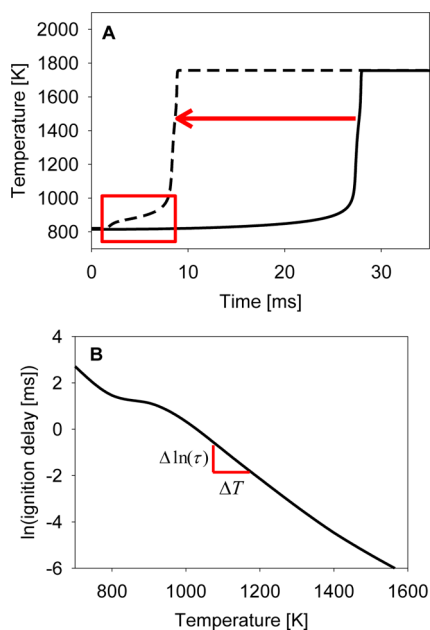 A
Temperature [K]
2000
1800
1600
1400
1200
1000
800
0
10
20
30
Time [ms]
B
ln(ignition delay [ms])
4
2
0
-2
-4
-6
Δln(τ)
ΔT
800
1000
1200
1400
1600
Temperature [K]